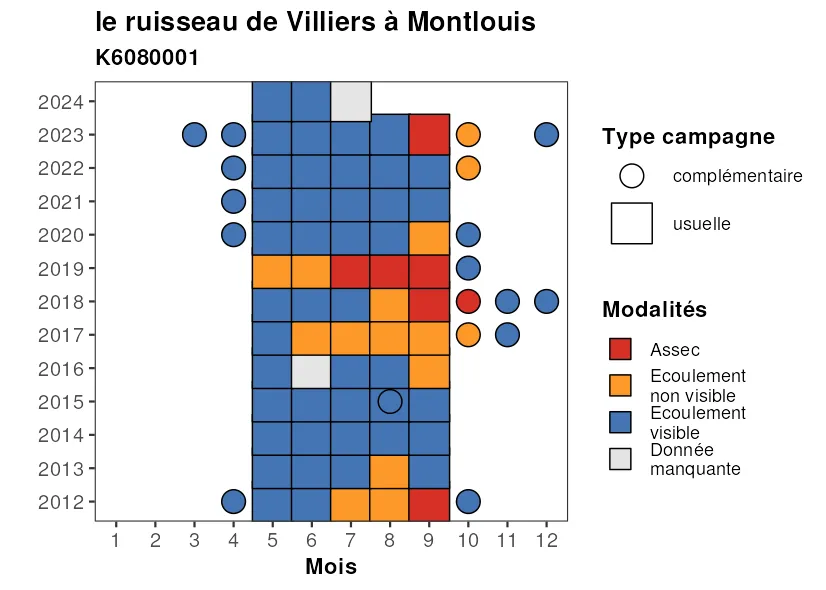 le ruisseau de Villiers à Montlouis
K6080001
2024
2023
2022
2021
2020
2019
2018
2017
2016
2015
2014
2013
2012
1 2 3 4 5 6 7 8 9 10 11 12
Mois
Type campagne
complémentaire
usuelle
Modalités
Assec
Ecoulement
non visible
Ecoulement
visible
Donnée
manquante